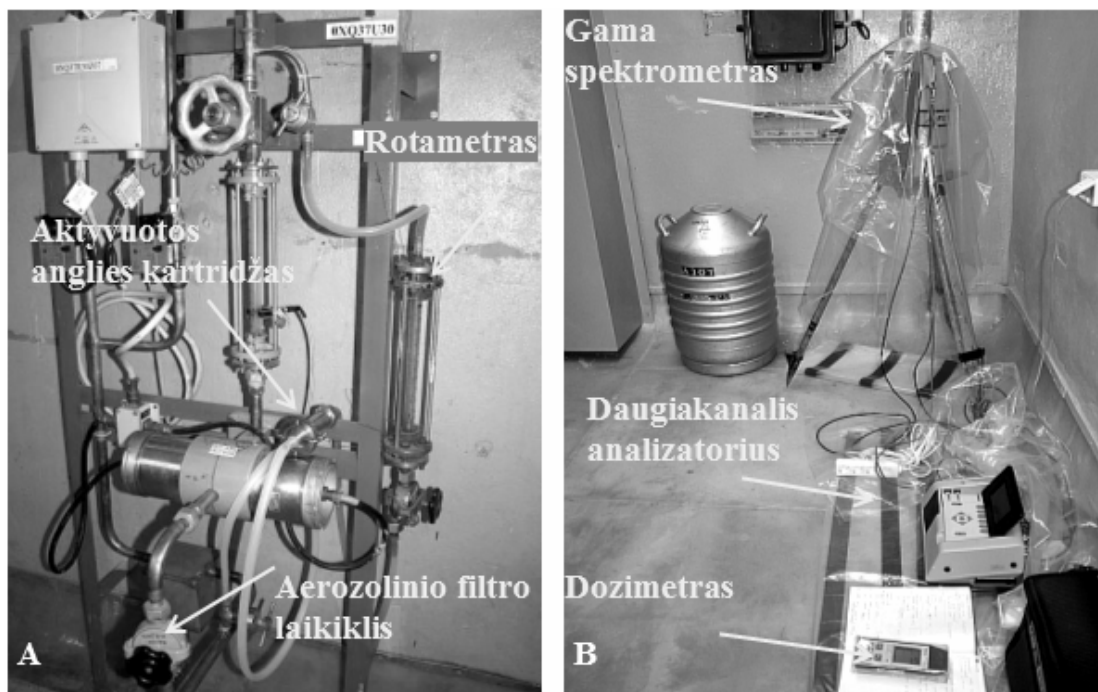 0XQ37U30
Rotametras
Aktyvuotos
anglies kartridžas
Aerozolinio filtro
laikiklis
A
Gama
spektrometras
Daugiakanalis
analizatorius
Dozimetras
B